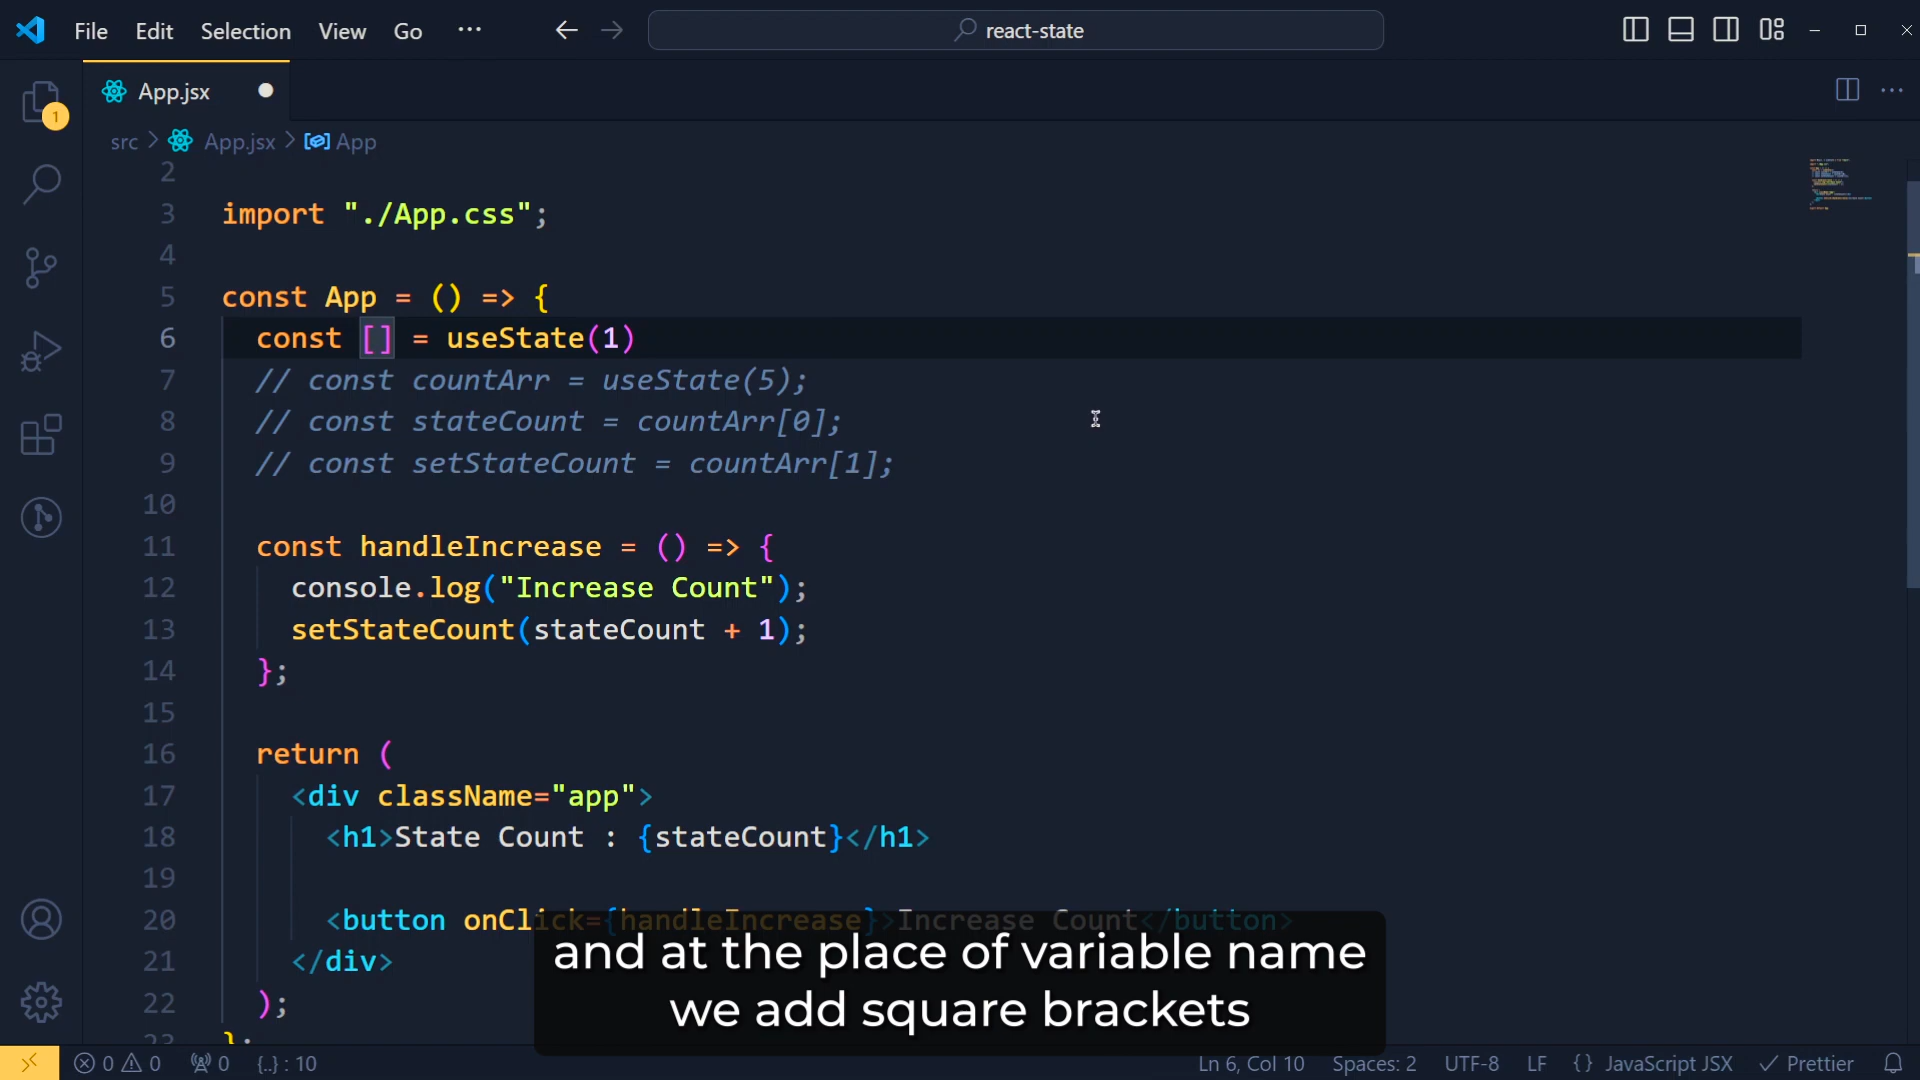 File Edit Selection View Go ··· ← → react-state
App.jsx
1
src > App.jsx > App
2
3 import "./App.css";
4
5 const App = () => {
6 const [] = useState(1)
7 // const countArr = useState(5);
8 // const stateCount = countArr[0];
9 // const setStateCount = countArr[1];
10
11 const handleIncrease = () => {
12 console.log("Increase Count");
13 setStateCount(stateCount + 1);
14 };
15
16 return (
17 <div className="app">
18 <h1>State Count : {stateCount}</h1>
19
20 <button onClick={handleIncrease}>Increase Count</button>
21 </div>
22 );
23 };
and at the place of variable name
we add square brackets
0 0 0 {..} : 10 Ln 6, Col 10 Spaces: 2 UTF-8 LF {} JavaScript JSX ✓ Prettier